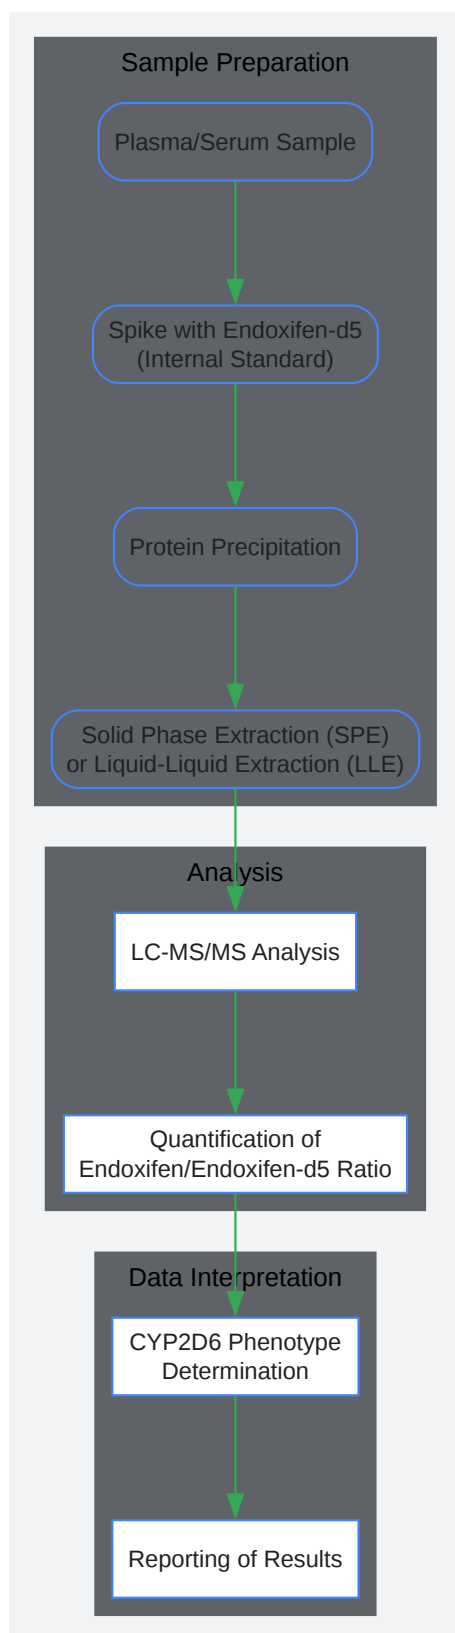 Sample Preparation
Plasma/Serum Sample
Spike with Endoxifen-d5
(Internal Standard)
Protein Precipitation
Solid Phase Extraction (SPE)
or Liquid-Liquid Extraction (LLE)
Analysis
LC-MS/MS Analysis
Quantification of
Endoxifen/Endoxifen-d5 Ratio
Data Interpretation
CYP2D6 Phenotype
Determination
Reporting of Results